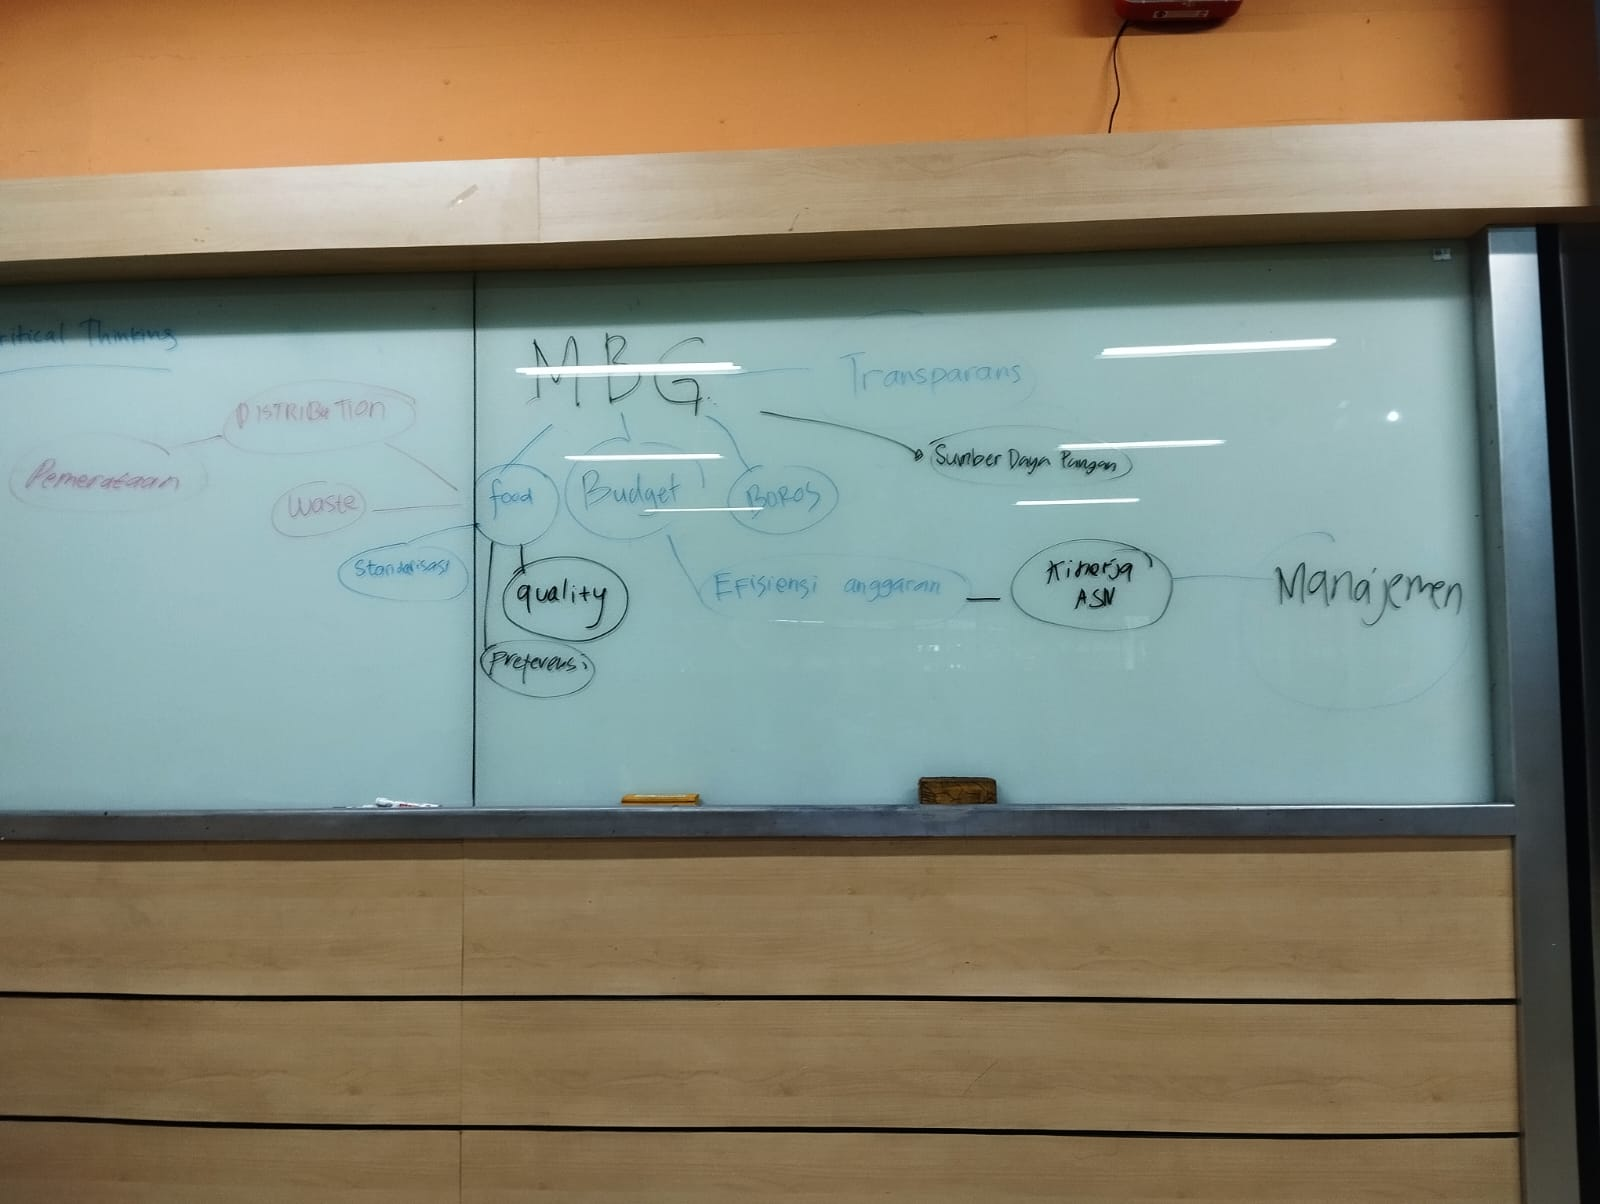 ritical Thinking
MBG
Transparans
DISTRIBuTion
Pemerataan
Waste
food
Budget
BOROS
Sumber Daya Pangan
Standarisasi
quality
Preferensi
Efisiensi anggaran
Kinerja
ASN
Manajemen